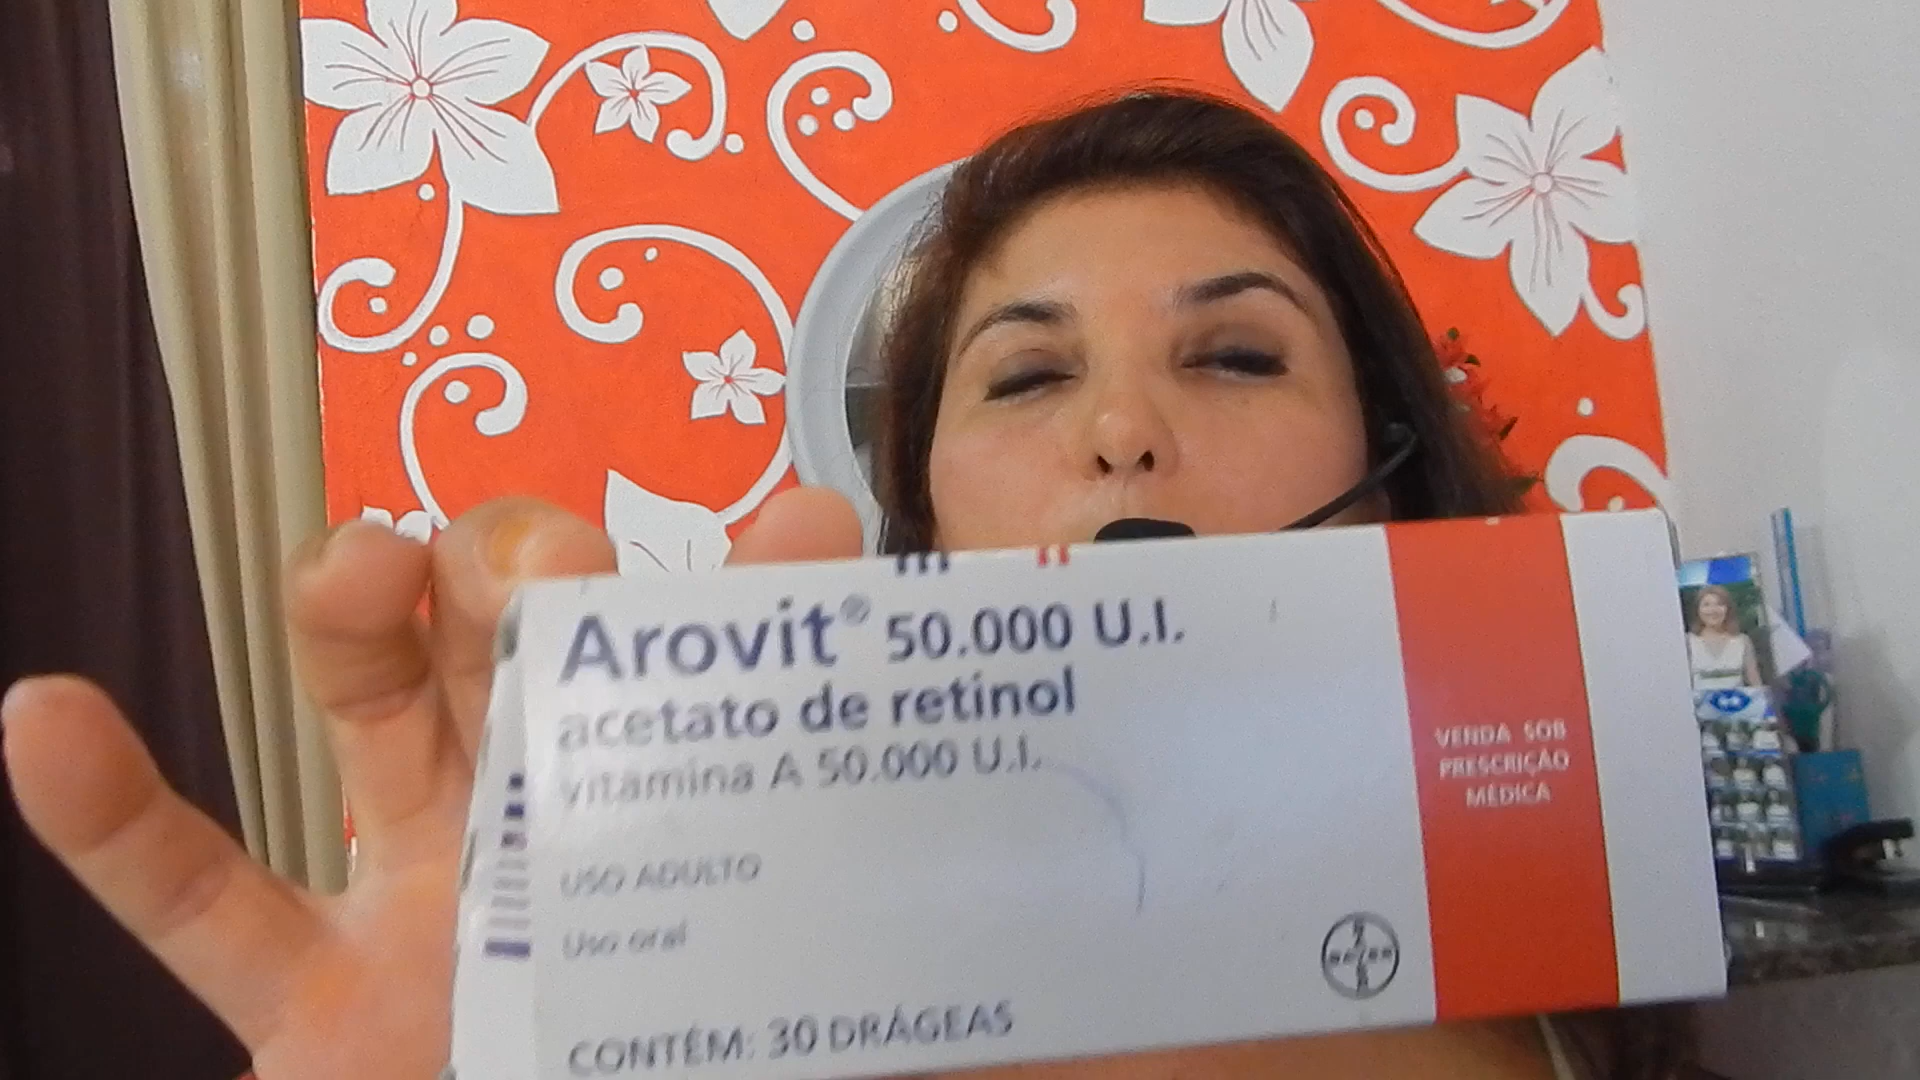 Arovit® 50.000 U.I.
acetato de retinol
vitamina A 50.000 U.I.
USO ADULTO
Uso oral
CONTÉM: 30 DRÁGEAS
VENDA SOB
PRESCRIÇÃO
MÉDICA
BAYER